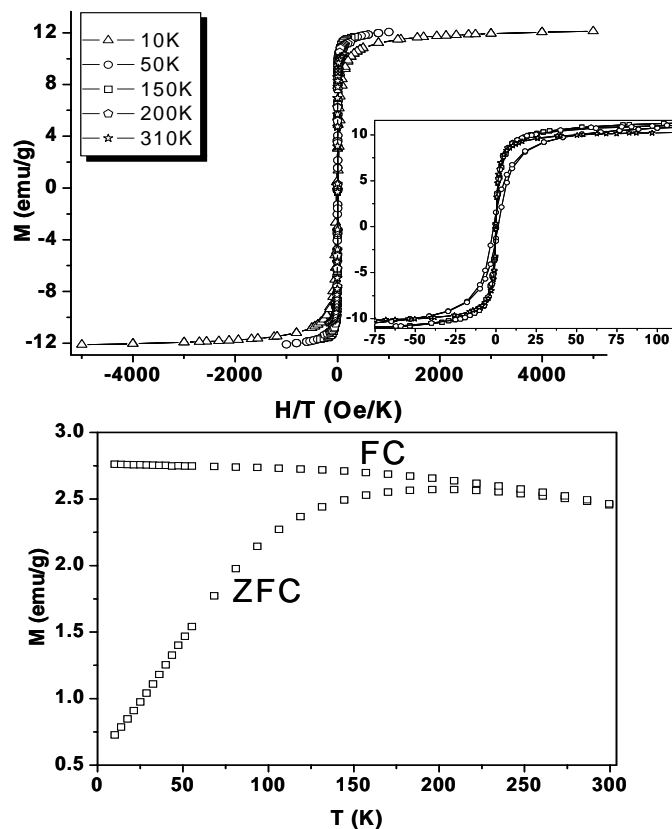 12
8
4
0
-4
-8
-12
M (emu/g)
10K
50K
150K
200K
310K
10
5
0
-5
-10
-75 -50 -25 0 25 50 75 100
-4000 -2000 0 2000 4000
H/T (Oe/K)
3.0
2.5
2.0
1.5
1.0
0.5
M (emu/g)
FC
ZFC
0 50 100 150 200 250 300
T (K)